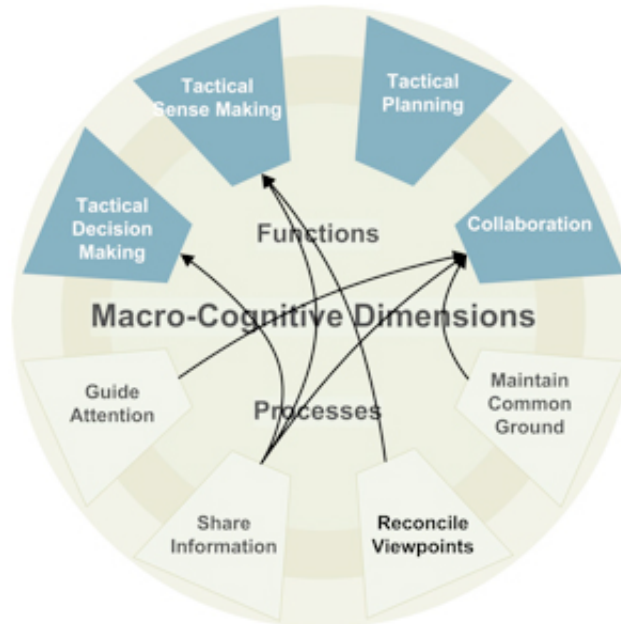 Tactical
Sense Making
Tactical
Planning
Tactical
Decision
Making
Collaboration
Functions
Macro-Cognitive Dimensions
Processes
Guide
Attention
Maintain
Common
Ground
Share
Information
Reconcile
Viewpoints